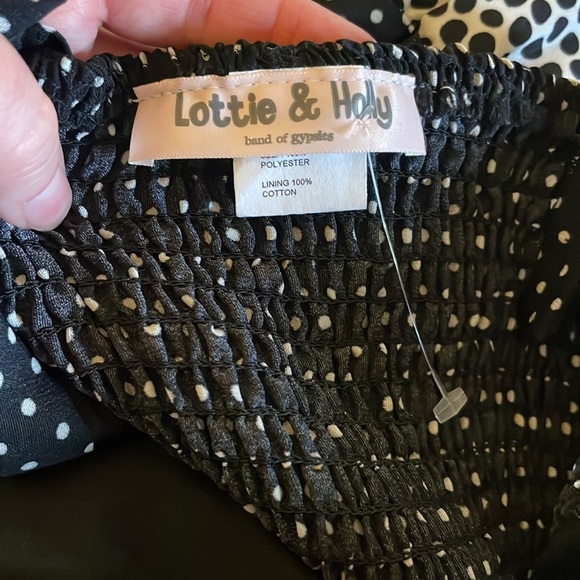 Lottie & Holly
band of gypsies
POLYESTER
LINING 100%
COTTON